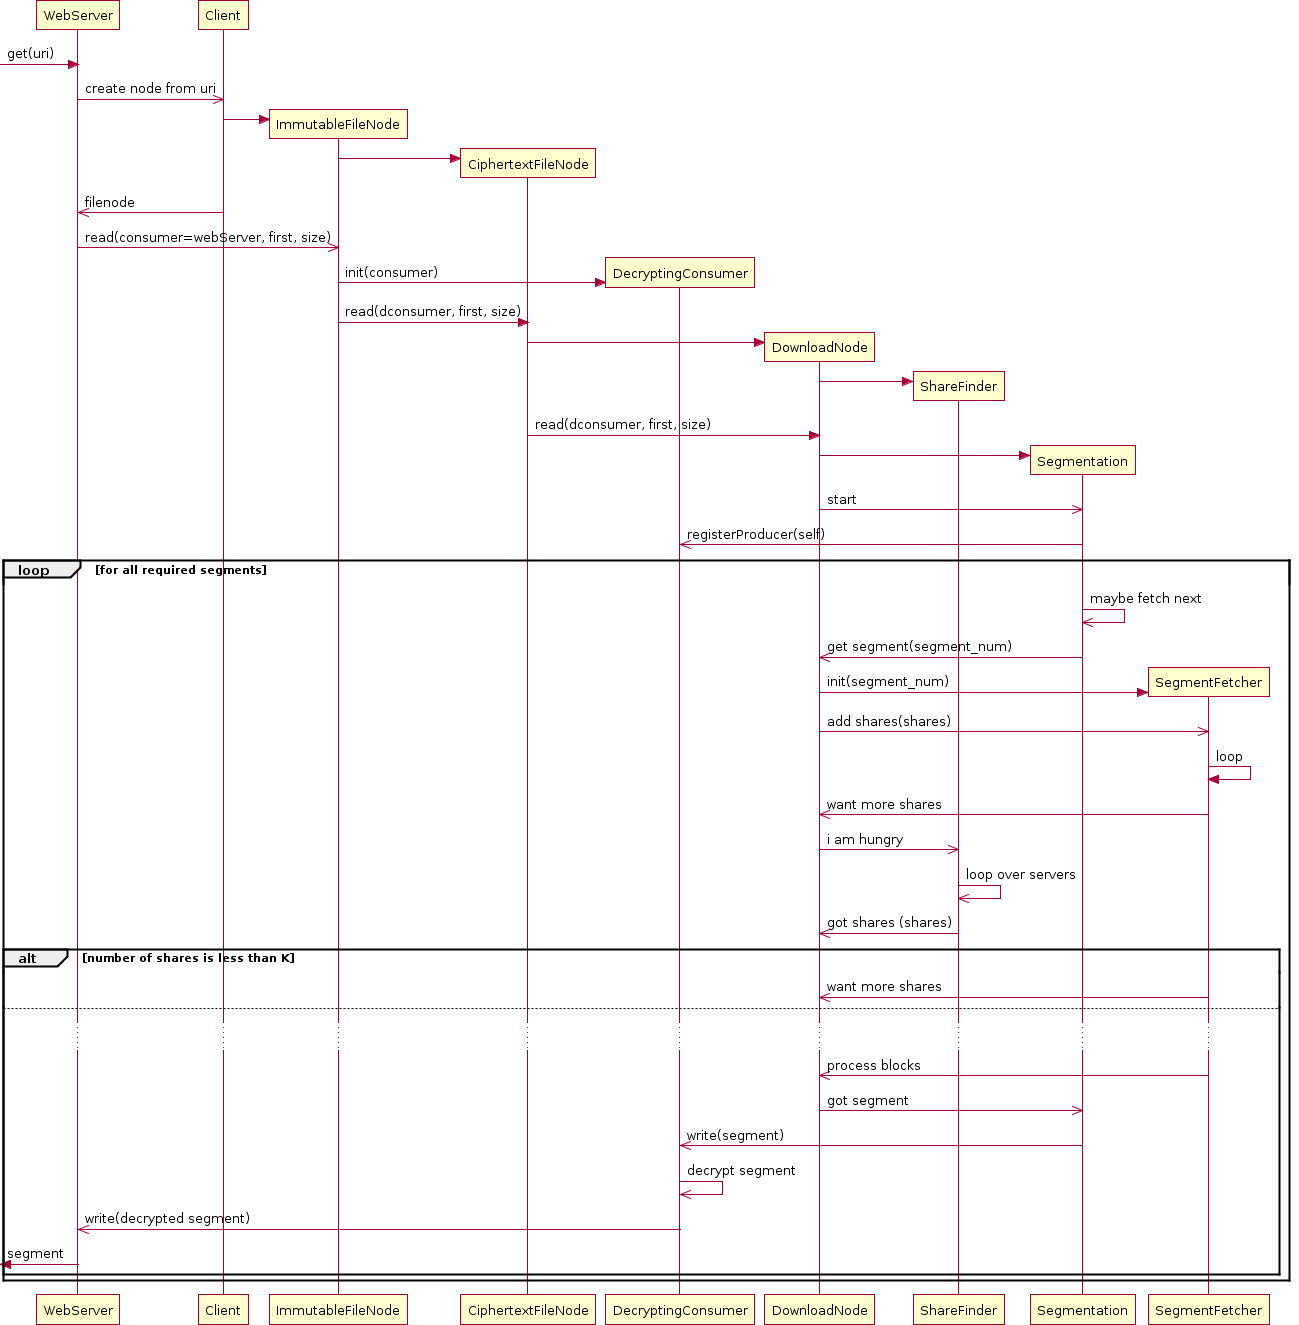 WebServer
Client
get(uri)
create node from uri
ImmutableFileNode
CiphertextFileNode
filenode
read(consumer=webServer, first, size)
DecryptingConsumer
init(consumer)
read(dconsumer, first, size)
DownloadNode
ShareFinder
read(dconsumer, first, size)
Segmentation
start
registerProducer(self)
loop
[for all required segments]
maybe fetch next
get segment(segment_num)
init(segment_num)
SegmentFetcher
add shares(shares)
loop
want more shares
i am hungry
loop over servers
got shares (shares)
alt
[number of shares is less than K]
want more shares
process blocks
got segment
write(segment)
decrypt segment
write(decrypted segment)
segment
WebServer
Client
ImmutableFileNode
CiphertextFileNode
DecryptingConsumer
DownloadNode
ShareFinder
Segmentation
SegmentFetcher